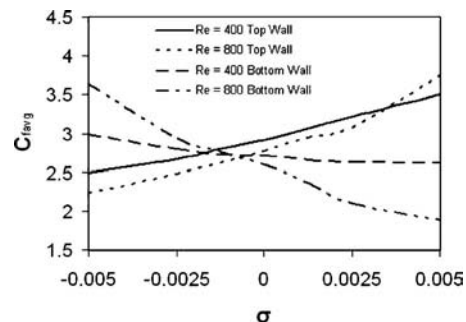 4.5
4
3.5
3
2.5
2
1.5
C_favg
Re = 400 Top Wall
Re = 800 Top Wall
Re = 400 Bottom Wall
Re = 800 Bottom Wall
-0.005 -0.0025 0 0.0025 0.005
σ